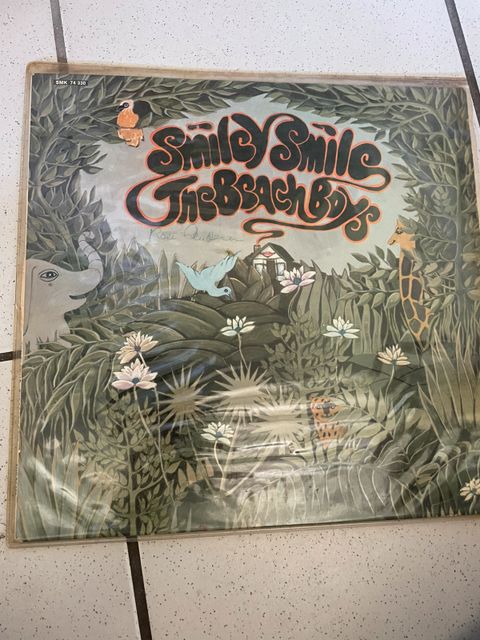 SMK 74 330
Smiley Smile
The Beach Boys